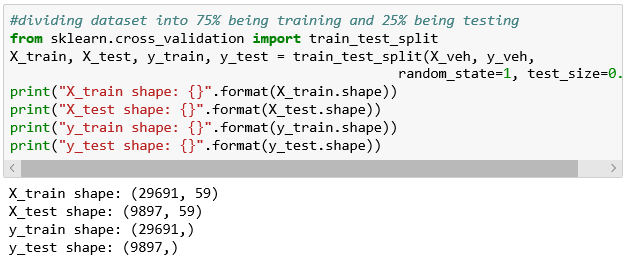 #dividing dataset into 75% being training and 25% being testing
from sklearn.cross_validation import train_test_split
X_train, X_test, y_train, y_test = train_test_split(X_veh, y_veh,
random_state=1, test_size=0.
print("X_train shape: {}".format(X_train.shape))
print("X_test shape: {}".format(X_test.shape))
print("y_train shape: {}".format(y_train.shape))
print("y_test shape: {}".format(y_test.shape))
X_train shape: (29691, 59)
X_test shape: (9897, 59)
y_train shape: (29691,)
y_test shape: (9897,)